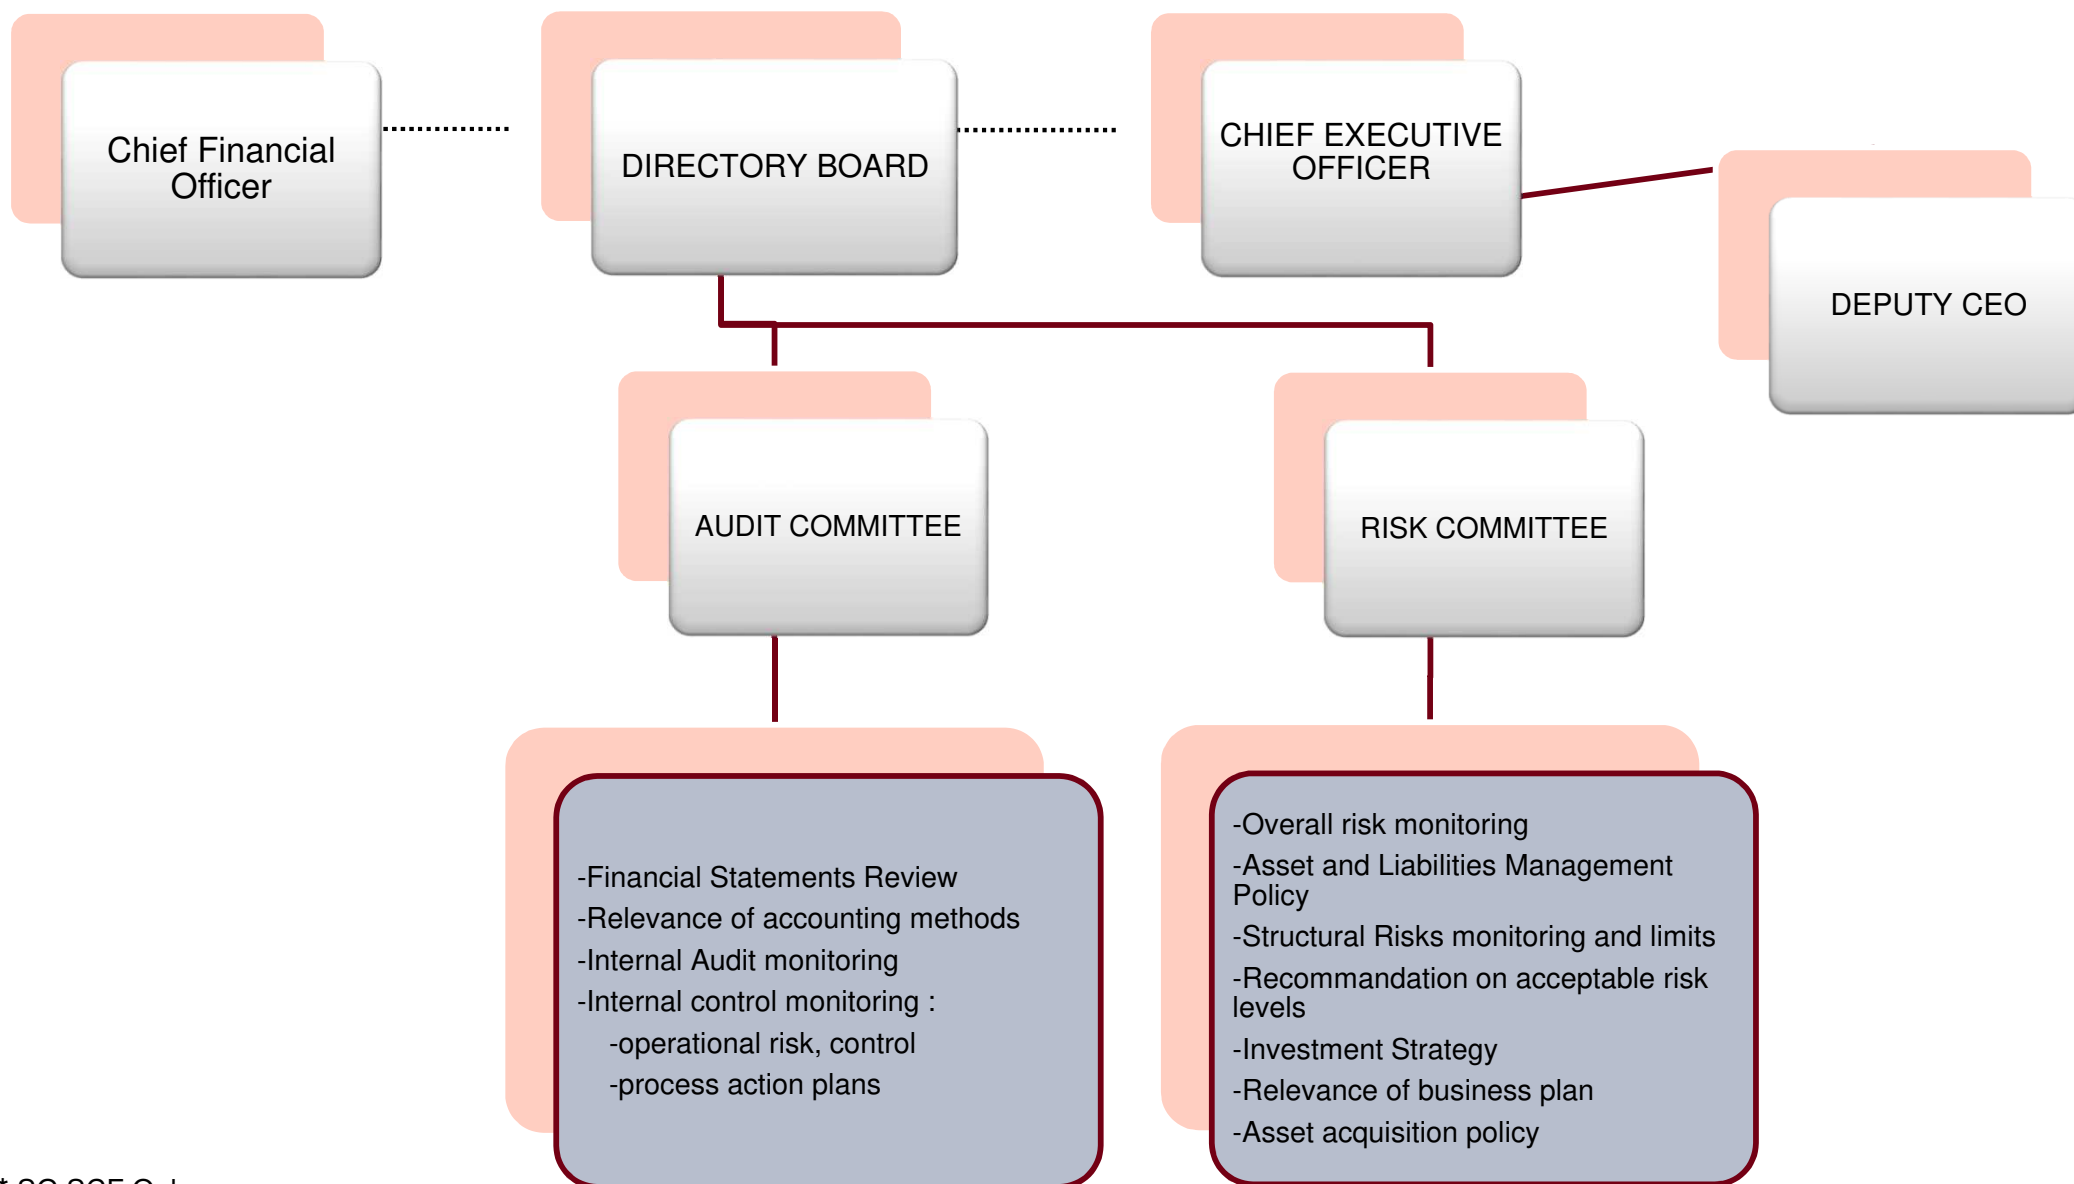 Chief Financial
Officer
DIRECTORY BOARD
CHIEF EXECUTIVE
OFFICER
DEPUTY CEO
AUDIT COMMITTEE
RISK COMMITTEE
-Financial Statements Review
-Relevance of accounting methods
-Internal Audit monitoring
-Internal control monitoring :
-operational risk, control
-process action plans
-Overall risk monitoring
-Asset and Liabilities Management
Policy
-Structural Risks monitoring and limits
-Recommandation on acceptable risk
levels
-Investment Strategy
-Relevance of business plan
-Asset acquisition policy